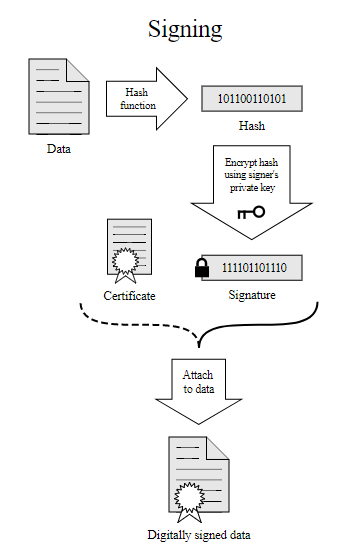 Signing
Hash
function
101100110101
Hash
Data
Encrypt hash
using signer's
private key
111101101110
Certificate
Signature
Attach
to data
Digitally signed data